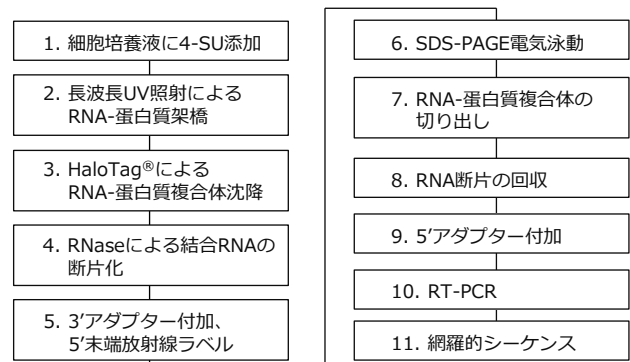 1. 細胞培養液に4-SU添加
2. 長波長UV照射による
RNA-蛋白質架橋
3. HaloTag®による
RNA-蛋白質複合体沈降
4. RNaseによる結合RNAの
断片化
5. 3’アダプター付加、
5’末端放射線ラベル
6. SDS-PAGE電気泳動
7. RNA-蛋白質複合体の
切り出し
8. RNA断片の回収
9. 5’アダプター付加
10. RT-PCR
11. 網羅的シーケンス